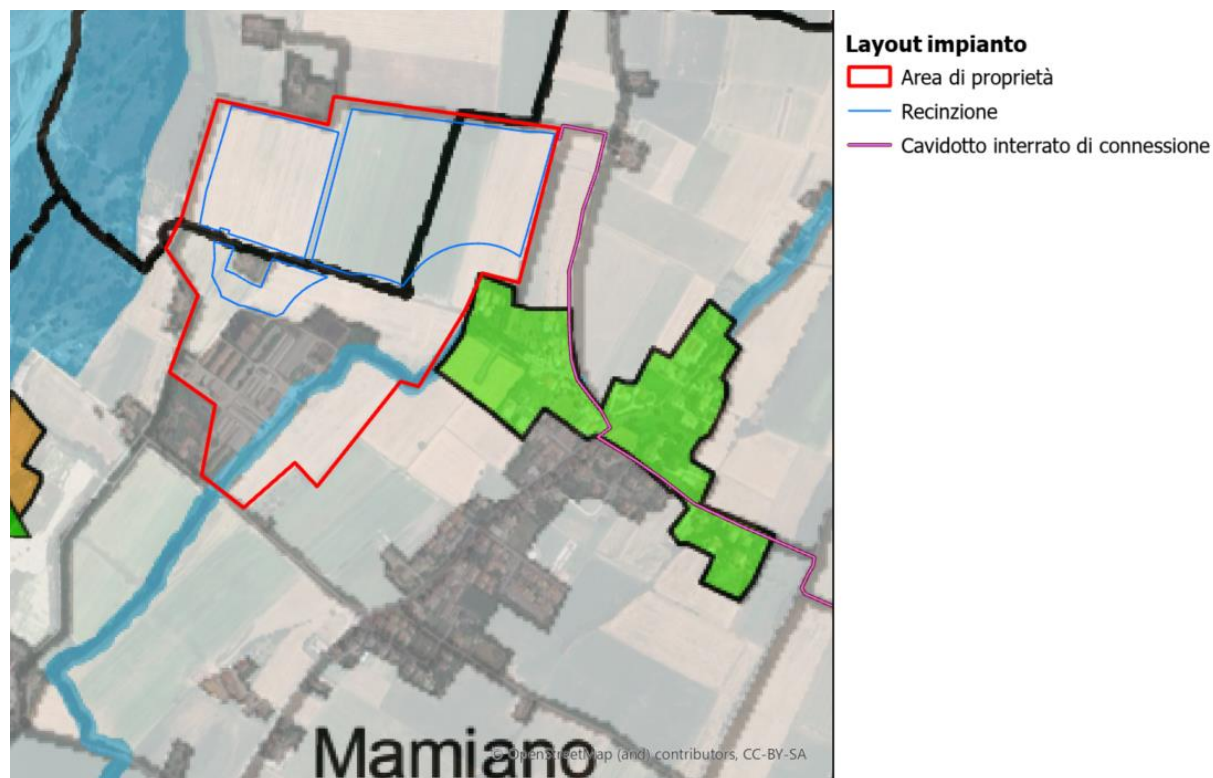 Layout impianto
Area di proprietà
Recinzione
Cavidotto interrato di connessione
Mamiano
© OpenStreetMap (and) contributors, CC-BY-SA